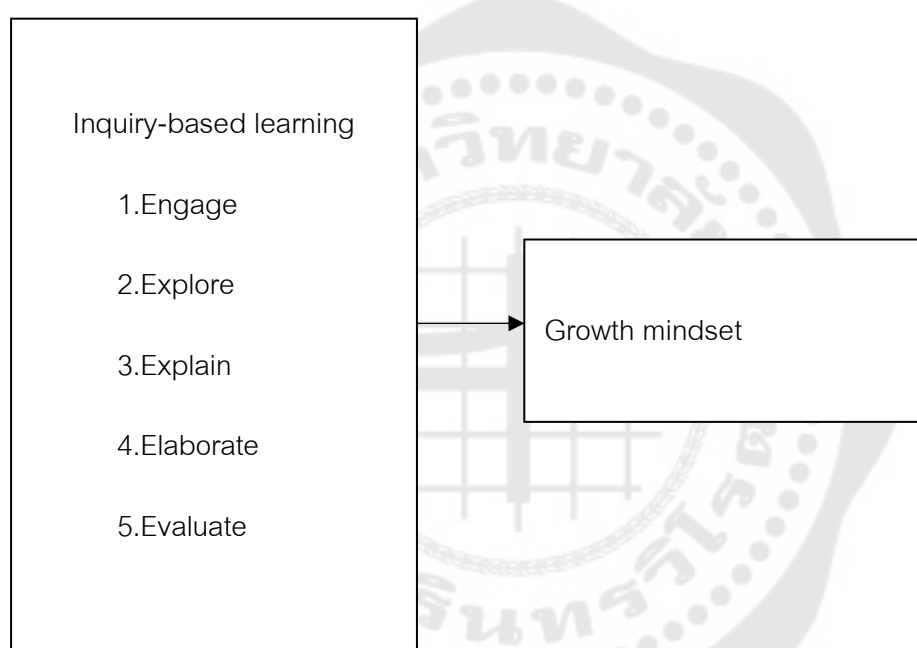 Inquiry-based learning
1.Engage
2.Explore
3.Explain
4.Elaborate
5.Evaluate
Growth mindset